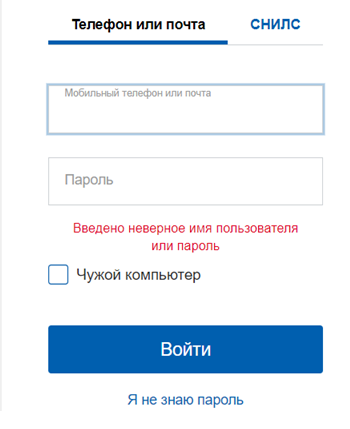 Телефон или почта СНИЛС
Мобильный телефон или почта
Пароль
Введено неверное имя пользователя
или пароль
Чужой компьютер
Войти
Я не знаю пароль